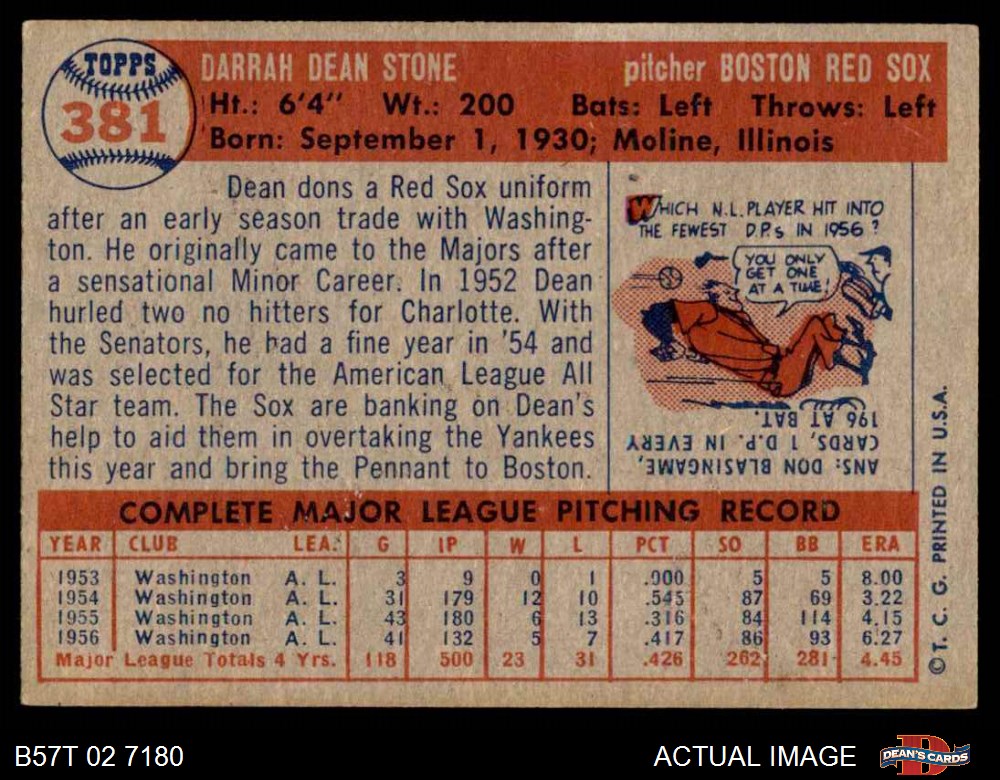 TOPPS
381
DARRAH DEAN STONE pitcher BOSTON RED SOX
Ht.: 6'4" Wt.: 200 Bats: Left Throws: Left
Born: September 1, 1930; Moline, Illinois
Dean dons a Red Sox uniform
after an early season trade with Washing-
ton. He originally came to the Majors after
a sensational Minor Career. In 1952 Dean
hurled two no hitters for Charlotte. With
the Senators, he had a fine year in '54 and
was selected for the American League All
Star team. The Sox are banking on Dean's
help to aid them in overtaking the Yankees
this year and bring the Pennant to Boston.
WHICH N.L. PLAYER HIT INTO
THE FEWEST D.P.s IN 1956?
YOU ONLY
GET ONE
AT A TIME!
ANS: DON BLASINGAME,
CARDS, 1 D.P. IN EVERY
196 AT BAT.
COMPLETE MAJOR LEAGUE PITCHING RECORD
YEAR CLUB LEA. G IP W L PCT SO BB ERA
1953 Washington A. L. 3 9 0 1 .000 5 5 8.00
1954 Washington A. L. 31 179 12 10 .545 87 69 3.22
1955 Washington A. L. 43 180 6 13 .316 84 114 4.15
1956 Washington A. L. 41 132 5 7 .417 86 93 6.27
Major League Totals 4 Yrs. 118 500 23 31 .426 262 281 4.45
©T. C. G. PRINTED IN U.S.A.
B57T 02 7180 ACTUAL IMAGE DEAN'S CARDS